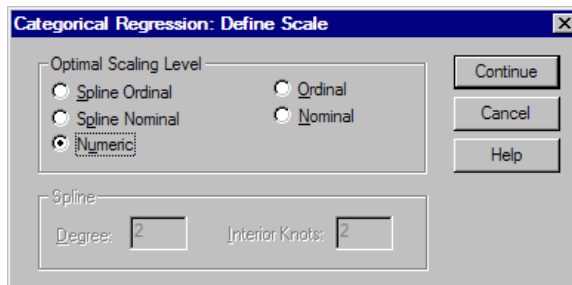 Categorical Regression: Define Scale
Optimal Scaling Level
Spline Ordinal
Ordinal
Spline Nominal
Nominal
Numeric
Continue
Cancel
Help
Spline
Degree: 2
Interior Knots: 2